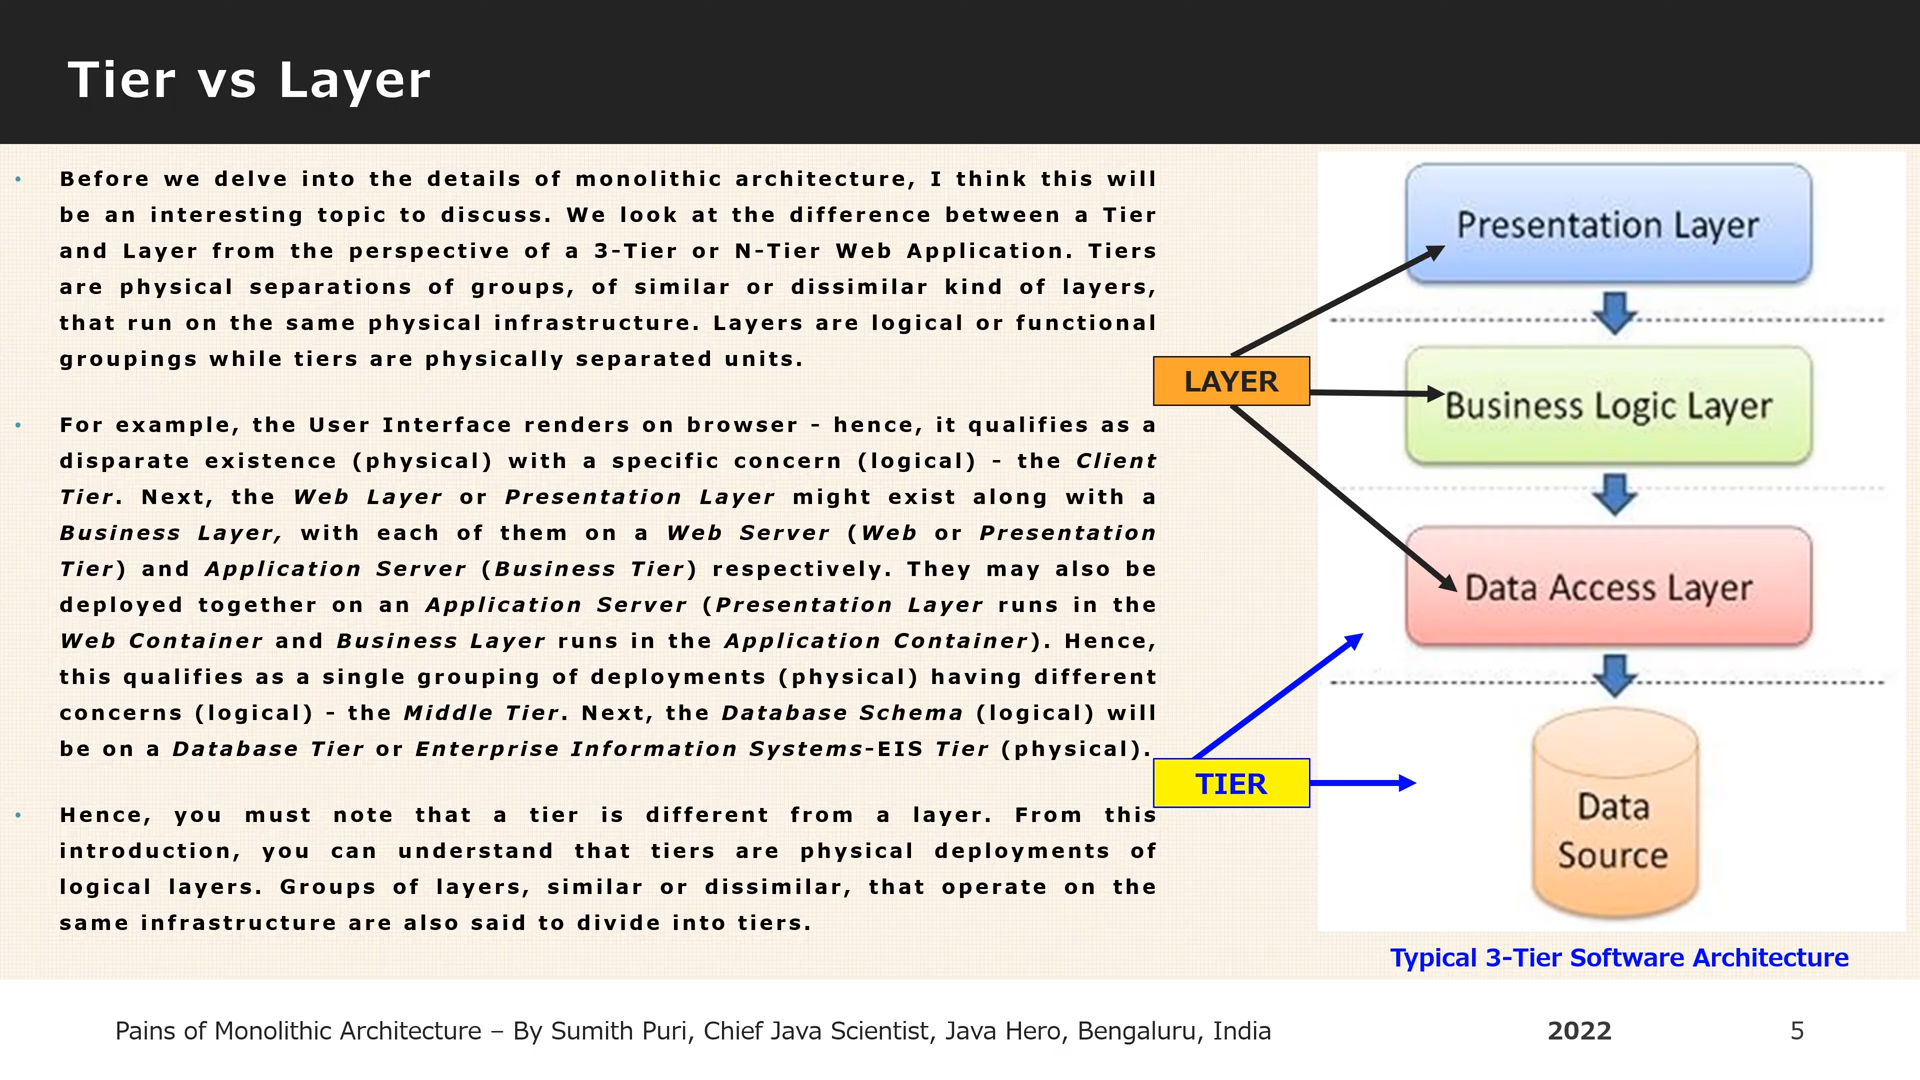 Tier vs Layer
Before we delve into the details of monolithic architecture, I think this will
be an interesting topic to discuss. We look at the difference between a Tier
and Layer from the perspective of a 3-Tier or N-Tier Web Application. Tiers
are physical separations of groups, of similar or dissimilar kind of layers,
that run on the same physical infrastructure. Layers are logical or functional
groupings while tiers are physically separated units.
For example, the User Interface renders on browser - hence, it qualifies as a
disparate existence (physical) with a specific concern (logical) - the Client
Tier. Next, the Web Layer or Presentation Layer might exist along with a
Business Layer, with each of them on a Web Server (Web or Presentation
Tier) and Application Server (Business Tier) respectively. They may also be
deployed together on an Application Server (Presentation Layer runs in the
Web Container and Business Layer runs in the Application Container). Hence,
this qualifies as a single grouping of deployments (physical) having different
concerns (logical) - the Middle Tier. Next, the Database Schema (logical) will
be on a Database Tier or Enterprise Information Systems-EIS Tier (physical).
Hence, you must note that a tier is different from a layer. From this
introduction, you can understand that tiers are physical deployments of
logical layers. Groups of layers, similar or dissimilar, that operate on the
same infrastructure are also said to divide into tiers.
LAYER
TIER
Presentation Layer
Business Logic Layer
Data Access Layer
Data
Source
Typical 3-Tier Software Architecture
Pains of Monolithic Architecture – By Sumith Puri, Chief Java Scientist, Java Hero, Bengaluru, India
2022
5